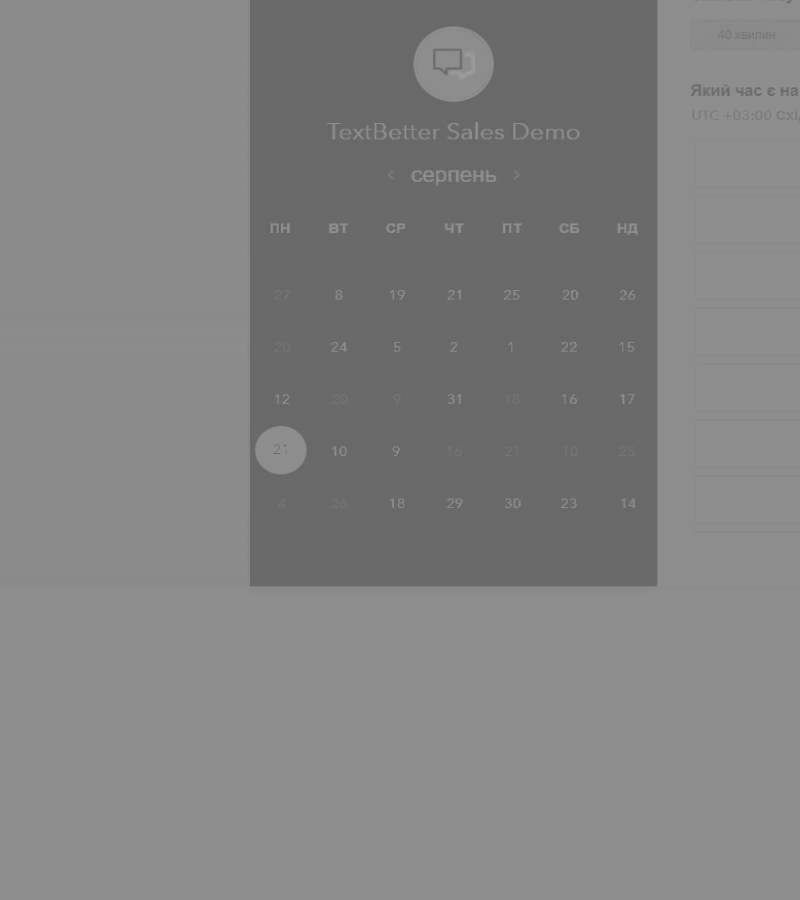 40 хвилин
TextBetter Sales Demo
Який час є на
UTC +03:00 Схі,
серпень
ПН ВТ СР ЧТ ПТ СБ НД
27 8 19 21 25 20 26
20 24 5 2 1 22 15
12 20 9 31 18 16 17
21 10 9 16 21 10 25
4 26 18 29 30 23 14